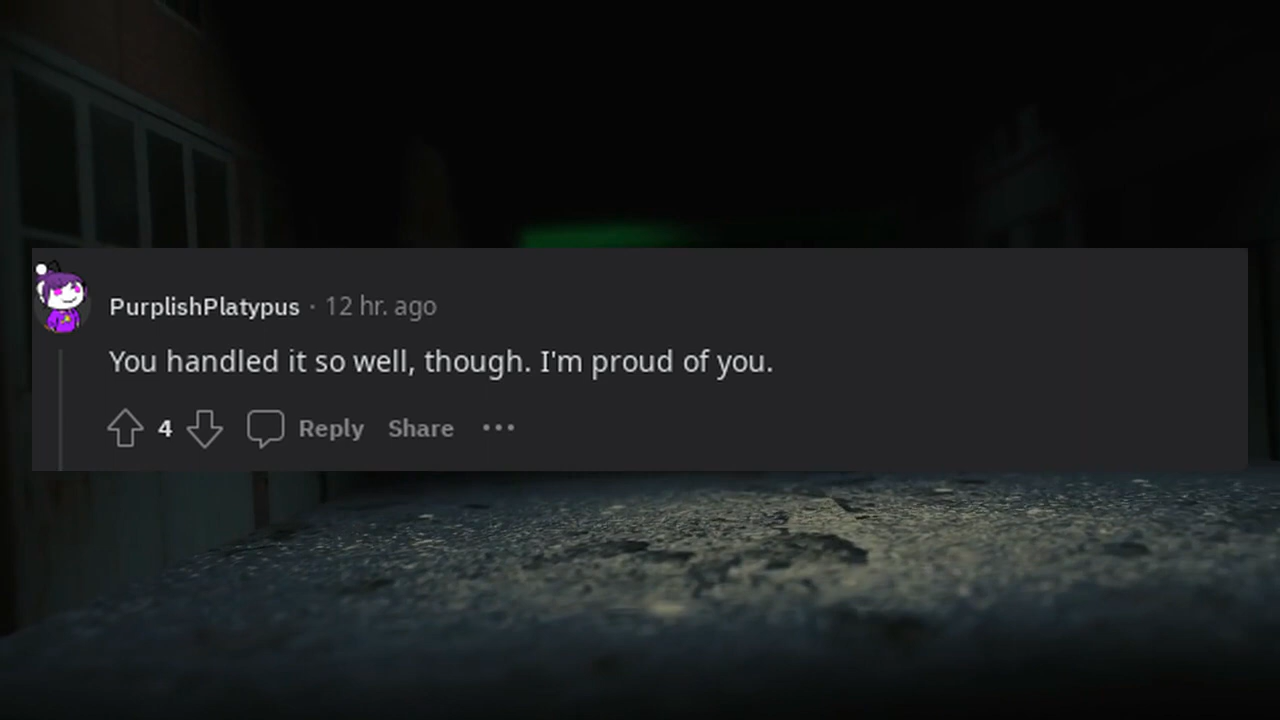 PurplishPlatypus · 12 hr. ago
You handled it so well, though. I'm proud of you.
4 Reply Share